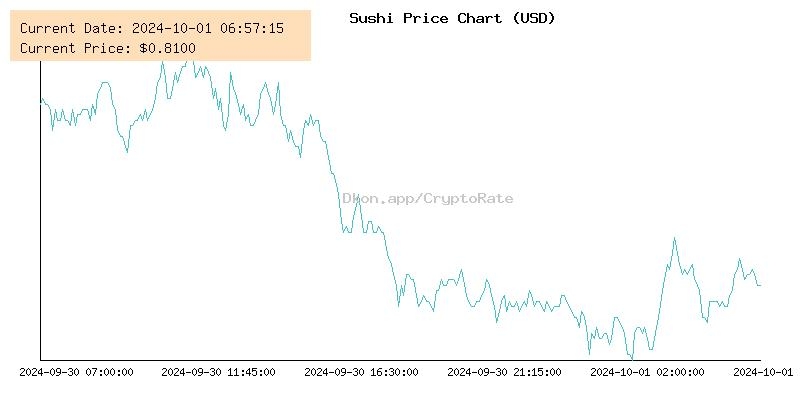 Sushi Price Chart (USD)
Current Date: 2024-10-01 06:57:15
Current Price: $0.8100
DHon.app/CryptoRate
2024-09-30 07:00:00 2024-09-30 11:45:00 2024-09-30 16:30:00 2024-09-30 21:15:00 2024-10-01 02:00:00 2024-10-01